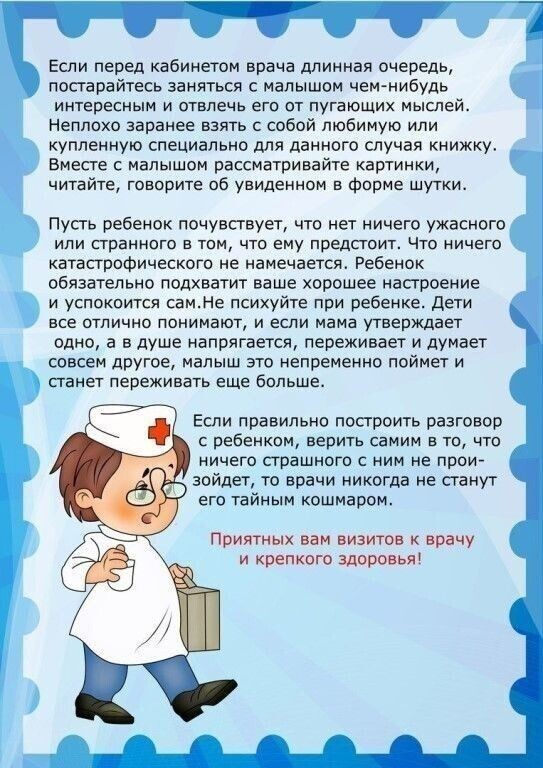 Если перед кабинетом врача длинная очередь,
постарайтесь заняться с малышом чем-нибудь
интересным и отвлечь его от пугающих мыслей.
Неплохо заранее взять с собой любимую или
купленную специально для данного случая книжку.
Вместе с малышом рассматривайте картинки,
читайте, говорите об увиденном в форме шутки.
Пусть ребенок почувствует, что нет ничего ужасного
или странного в том, что ему предстоит. Что ничего
катастрофического не намечается. Ребенок
обязательно подхватит ваше хорошее настроение
и успокоится сам.Не психуйте при ребенке. Дети
все отлично понимают, и если мама утверждает
одно, а в душе напрягается, переживает и думает
совсем другое, малыш это непременно поймет и
станет переживать еще больше.
Если правильно построить разговор
с ребенком, верить самим в то, что
ничего страшного с ним не прои-
зойдет, то врачи никогда не станут
его тайным кошмаром.
Приятных вам визитов к врачу
и крепкого здоровья!